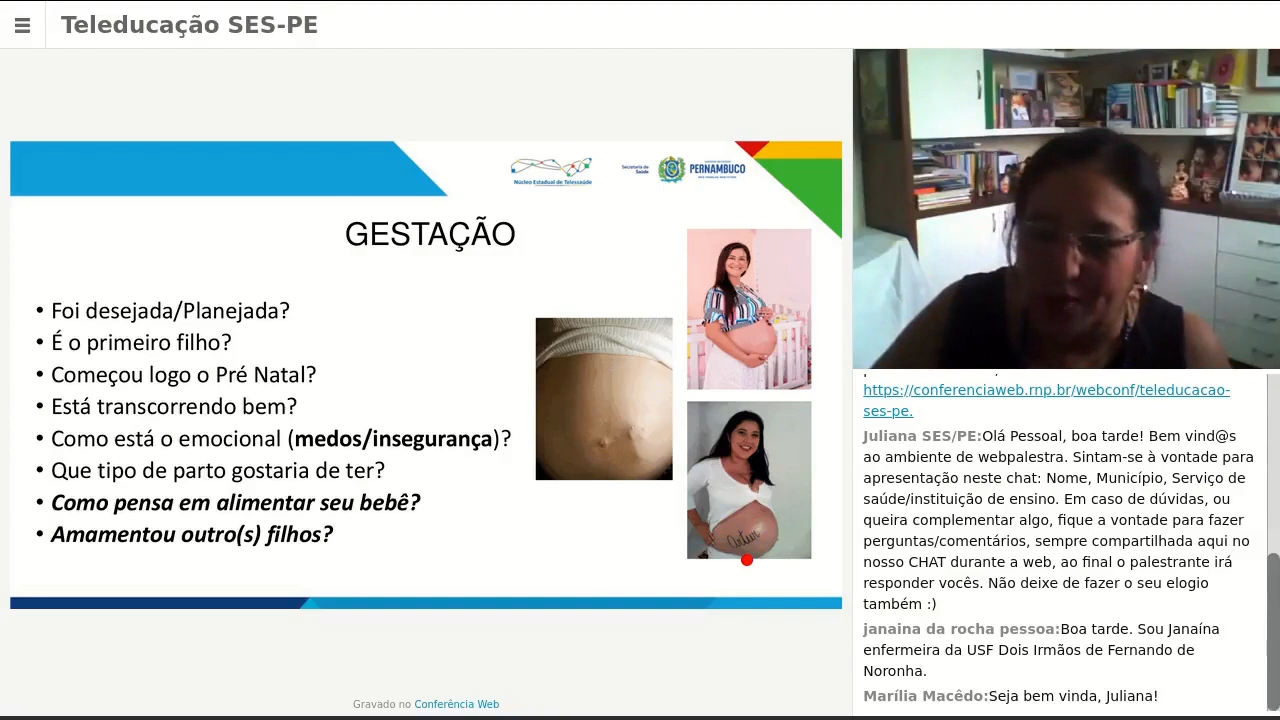 Teleducação SES-PE
Núcleo Estadual de Telessaúde
Secretaria de
Saúde
PERNAMBUCO
GESTAÇÃO
• Foi desejada/Planejada?
• É o primeiro filho?
• Começou logo o Pré Natal?
• Está transcorrendo bem?
• Como está o emocional (medos/insegurança)?
• Que tipo de parto gostaria de ter?
• Como pensa em alimentar seu bebê?
• Amamentou outro(s) filhos?
Gravado no Conferência Web
https://conferenciaweb.rnp.br/webconf/teleducacao-
ses-pe.
Juliana SES/PE:Olá Pessoal, boa tarde! Bem vind@s
ao ambiente de webpalestra. Sintam-se à vontade para
apresentação neste chat: Nome, Município, Serviço de
saúde/instituição de ensino. Em caso de dúvidas, ou
queira complementar algo, fique a vontade para fazer
perguntas/comentários, sempre compartilhada aqui no
nosso CHAT durante a web, ao final o palestrante irá
responder vocês. Não deixe de fazer o seu elogio
também :)
janaina da rocha pessoa:Boa tarde. Sou Janaína
enfermeira da USF Dois Irmãos de Fernando de
Noronha.
Marília Macêdo:Seja bem vinda, Juliana!